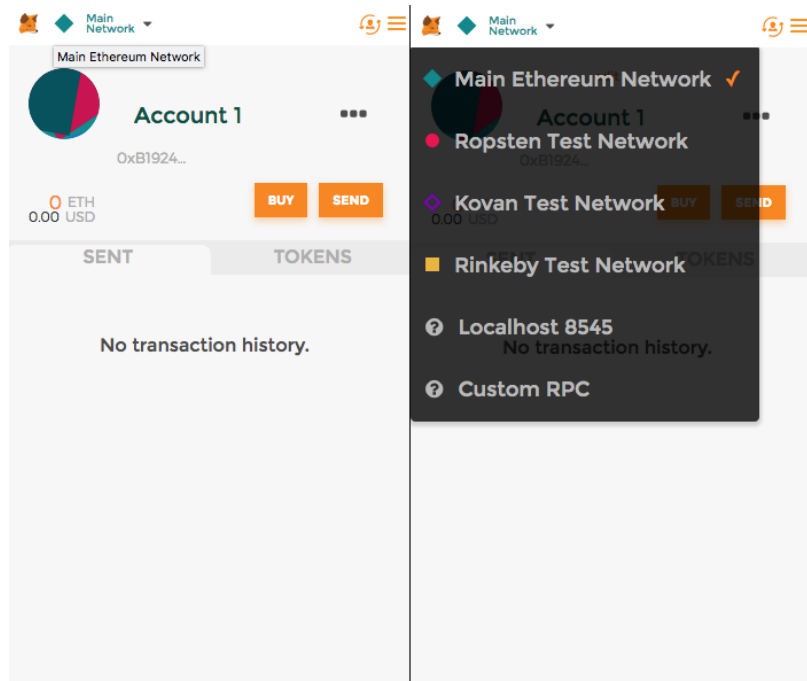 Main
Network
Main Ethereum Network
Account 1
0xB1924...
0 ETH
0.00 USD
BUY
SEND
SENT
TOKENS
No transaction history.
Main
Network
Main Ethereum Network
Account 1
Ropsten Test Network
0xB1924...
Kovan Test Network
BUY
SEND
0.00 USD
SENT
TOKENS
Rinkeby Test Network
Localhost 8545
No transaction history.
Custom RPC